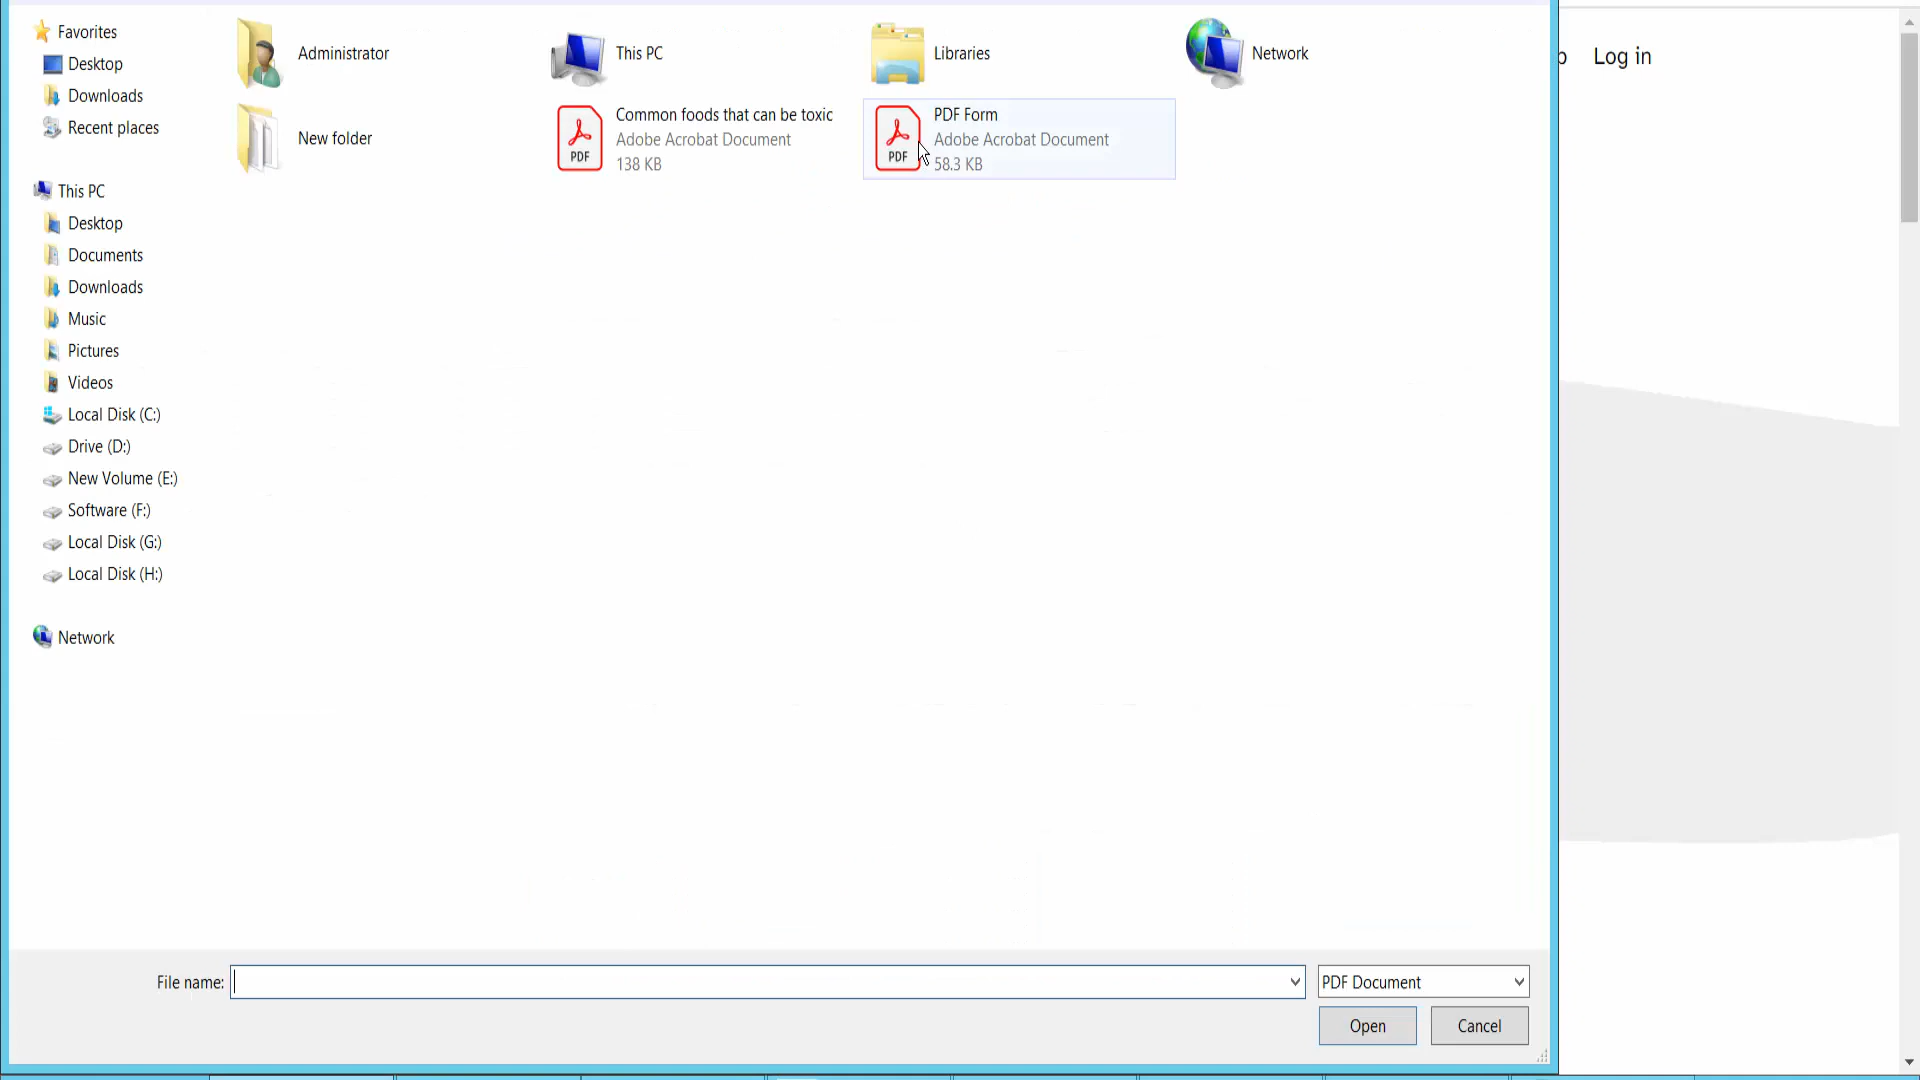 Favorites
Desktop
Downloads
Recent places
This PC
Desktop
Documents
Downloads
Music
Pictures
Videos
Local Disk (C:)
Drive (D:)
New Volume (E:)
Software (F:)
Local Disk (G:)
Local Disk (H:)
Network
Administrator
This PC
Libraries
Network
New folder
PDF
Common foods that can be toxic
Adobe Acrobat Document
138 KB
PDF
PDF Form
Adobe Acrobat Document
58.3 KB
Log in
File name:
PDF Document
Open
Cancel